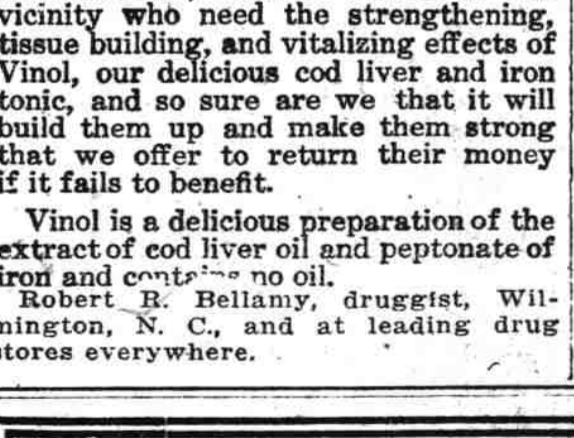 vicinity who need the strengthening,
tissue building, and vitalizing effects of
Vinol, our delicious cod liver and iron
tonic, and so sure are we that it will
build them up and make them strong
that we offer to return their money
if it fails to benefit.
Vinol is a delicious preparation of the
extract of cod liver oil and peptonate of
iron and contains no oil.
Robert R. Bellamy, druggist, Wil-
mington, N. C., and at leading drug
stores everywhere.